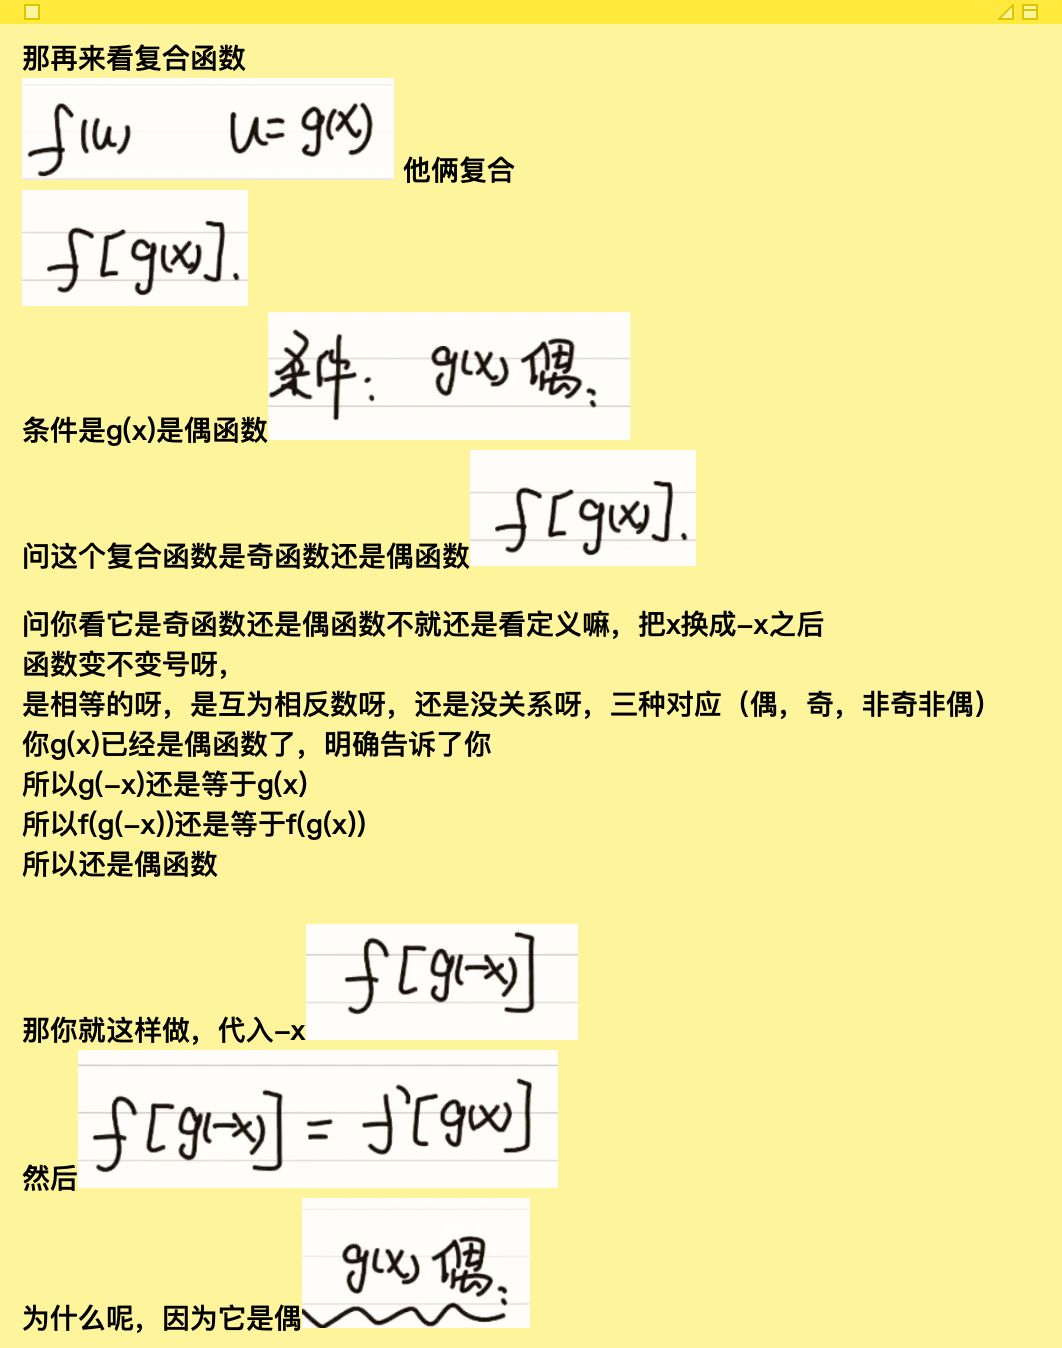 那再来看复合函数
f(u) u=g(x) 他俩复合
f[g(x)].
条件是g(x)是偶函数 条件: g(x) 偶;
问这个复合函数是奇函数还是偶函数 f[g(x)].
问你看它是奇函数还是偶函数不就还是看定义嘛，把x换成-x之后
函数变不变号呀，
是相等的呀，是互为相反数呀，还是没关系呀，三种对应（偶，奇，非奇非偶）
你g(x)已经是偶函数了，明确告诉了你
所以g(-x)还是等于g(x)
所以f(g(-x))还是等于f(g(x))
所以还是偶函数
那你就这样做，代入-x f[g(-x)]
然后 f[g(-x)] = f[g(x)]
为什么呢，因为它是偶 g(x) 偶;